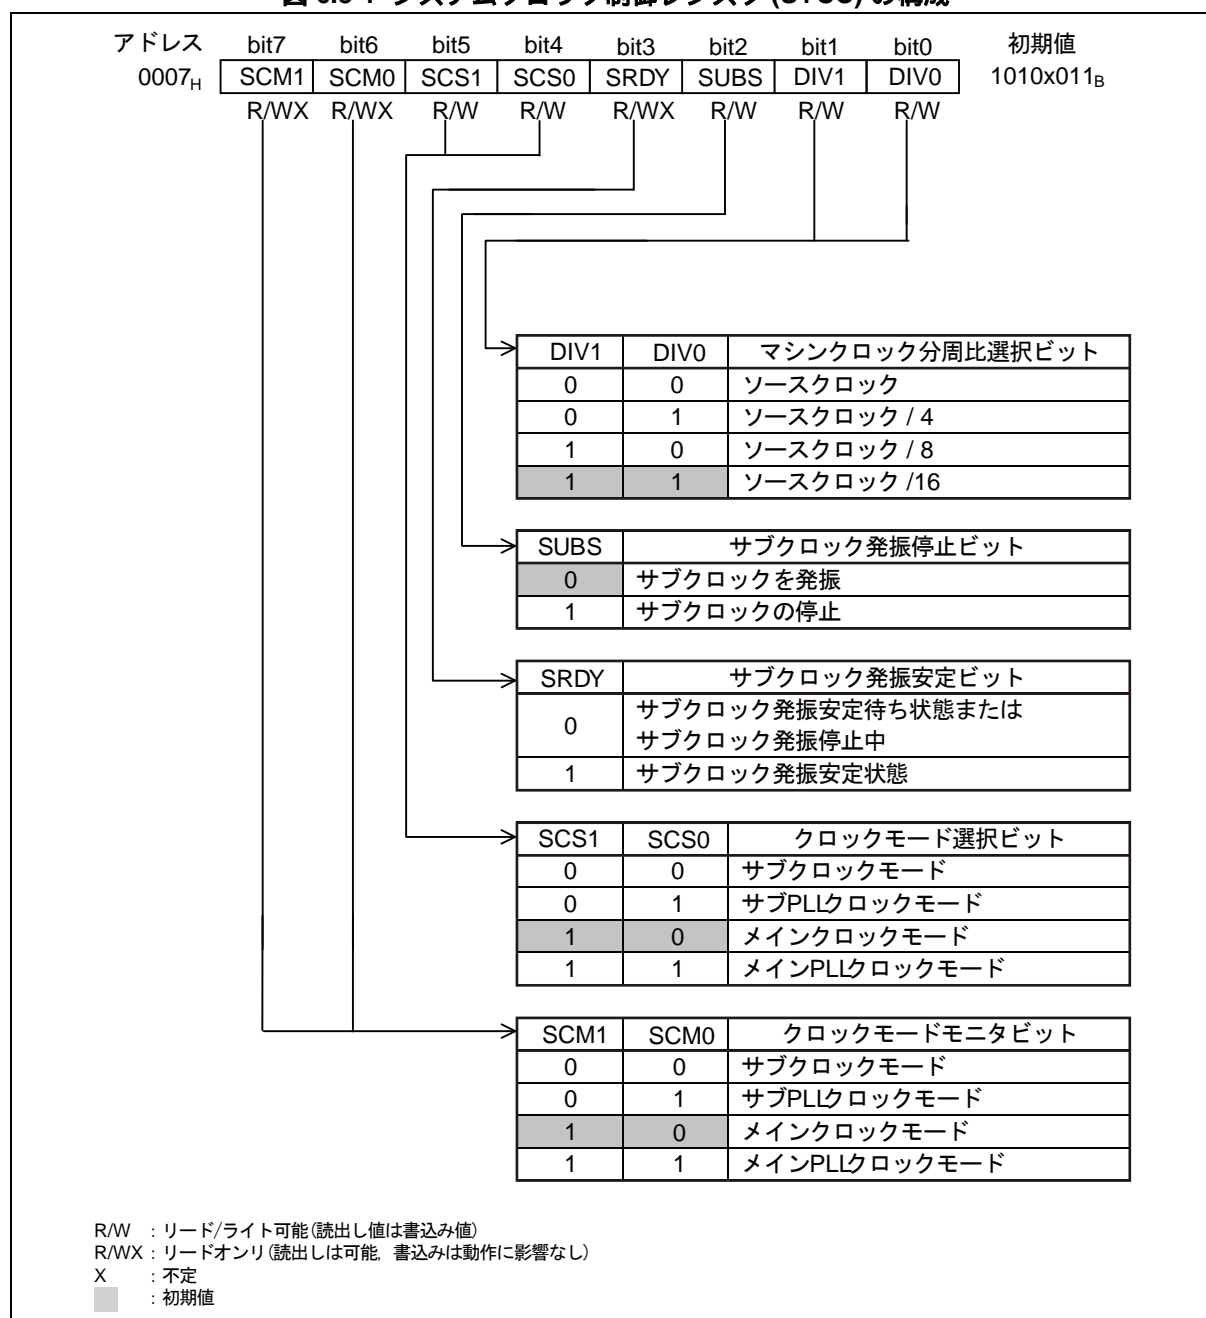 アドレス bit7 bit6 bit5 bit4 bit3 bit2 bit1 bit0 初期値
0007H SCM1 SCM0 SCS1 SCS0 SRDY SUBS DIV1 DIV0 1010x011B
R/WX R/WX R/W R/W R/WX R/W R/W R/W
DIV1 DIV0 マシンクロック分周比選択ビット
0 0 ソースクロック
0 1 ソースクロック / 4
1 0 ソースクロック / 8
1 1 ソースクロック /16
SUBS サブクロック発振停止ビット
0 サブクロックを発振
1 サブクロックの停止
SRDY サブクロック発振安定ビット
0 サブクロック発振安定待ち状態または
サブクロック発振停止中
1 サブクロック発振安定状態
SCS1 SCS0 クロックモード選択ビット
0 0 サブクロックモード
0 1 サブPLLクロックモード
1 0 メインクロックモード
1 1 メインPLLクロックモード
SCM1 SCM0 クロックモードモニタビット
0 0 サブクロックモード
0 1 サブPLLクロックモード
1 0 メインクロックモード
1 1 メインPLLクロックモード
R/W : リード/ライト可能(読出し値は書込み値)
R/WX : リードオンリ(読出しは可能, 書込みは動作に影響なし)
X : 不定
: 初期値